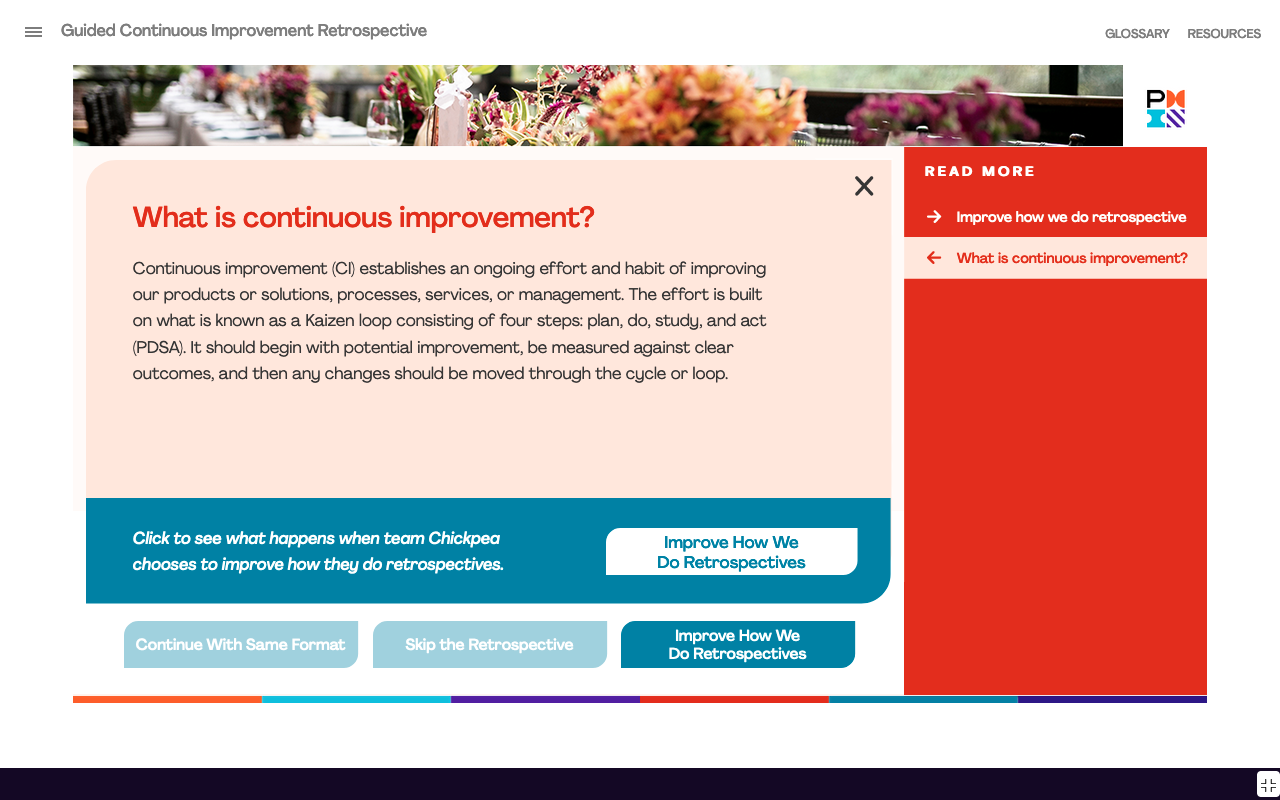 Guided Continuous Improvement Retrospective
GLOSSARY
RESOURCES
PMI
What is continuous improvement?
Continuous improvement (CI) establishes an ongoing effort and habit of improving
our products or solutions, processes, services, or management. The effort is built
on what is known as a Kaizen loop consisting of four steps: plan, do, study, and act
(PDSA). It should begin with potential improvement, be measured against clear
outcomes, and then any changes should be moved through the cycle or loop.
Click to see what happens when team Chickpea
chooses to improve how they do retrospectives.
Improve How We
Do Retrospectives
Continue With Same Format
Skip the Retrospective
Improve How We
Do Retrospectives
READ MORE
Improve how we do retrospective
What is continuous improvement?